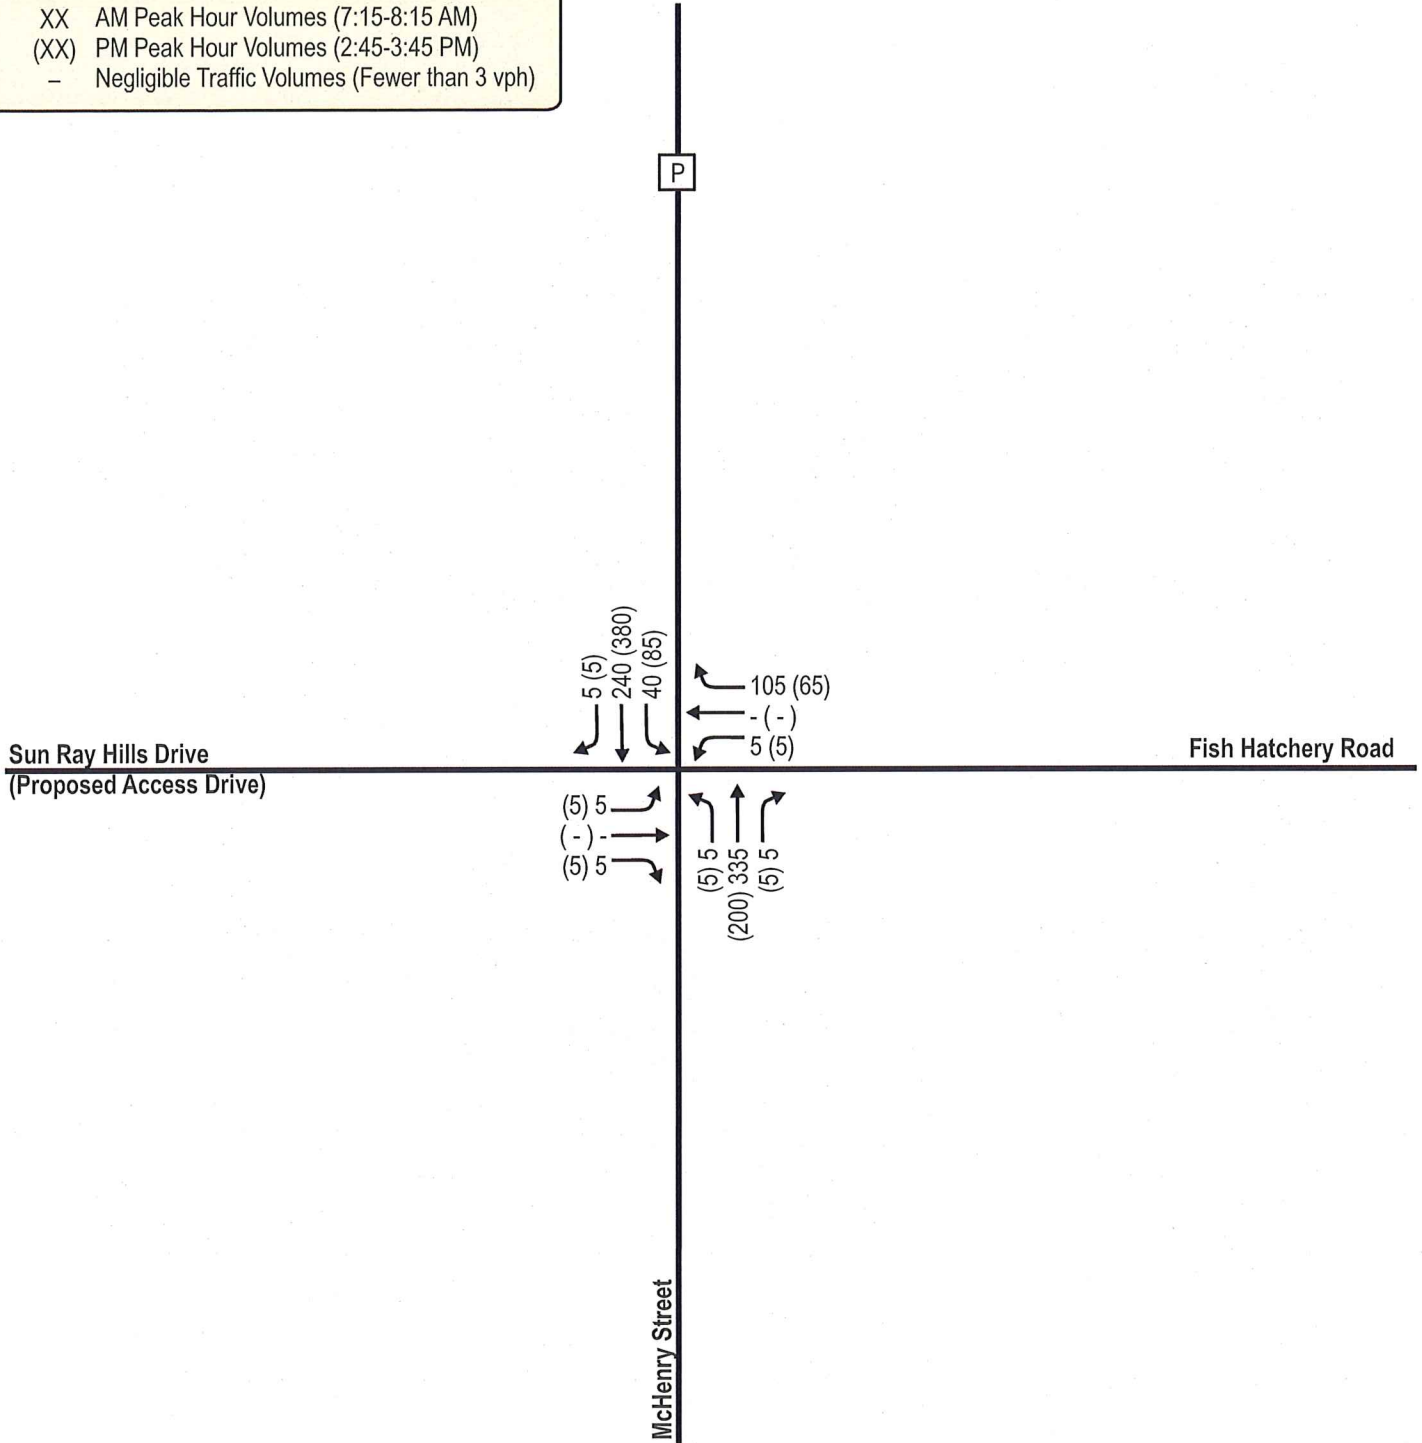 XX AM Peak Hour Volumes (7:15-8:15 AM)
(XX) PM Peak Hour Volumes (2:45-3:45 PM)
– Negligible Traffic Volumes (Fewer than 3 vph)
P
5 (5)
240 (380)
40 (85)
105 (65)
- ( - )
5 (5)
Sun Ray Hills Drive
(Proposed Access Drive)
Fish Hatchery Road
(5) 5
( - ) -
(5) 5
(5) 5
(200) 335
(5) 5
McHenry Street